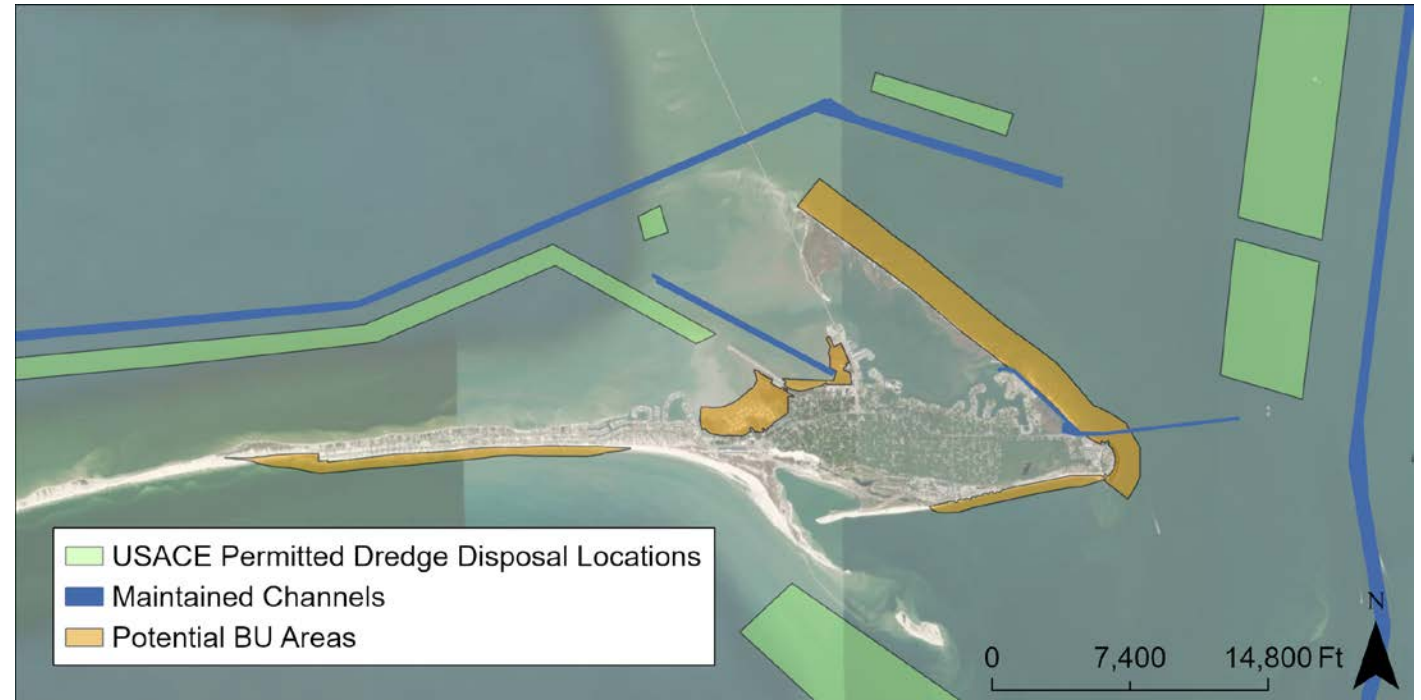 USACE Permitted Dredge Disposal Locations
Maintained Channels
Potential BU Areas
N
0 7,400 14,800 Ft